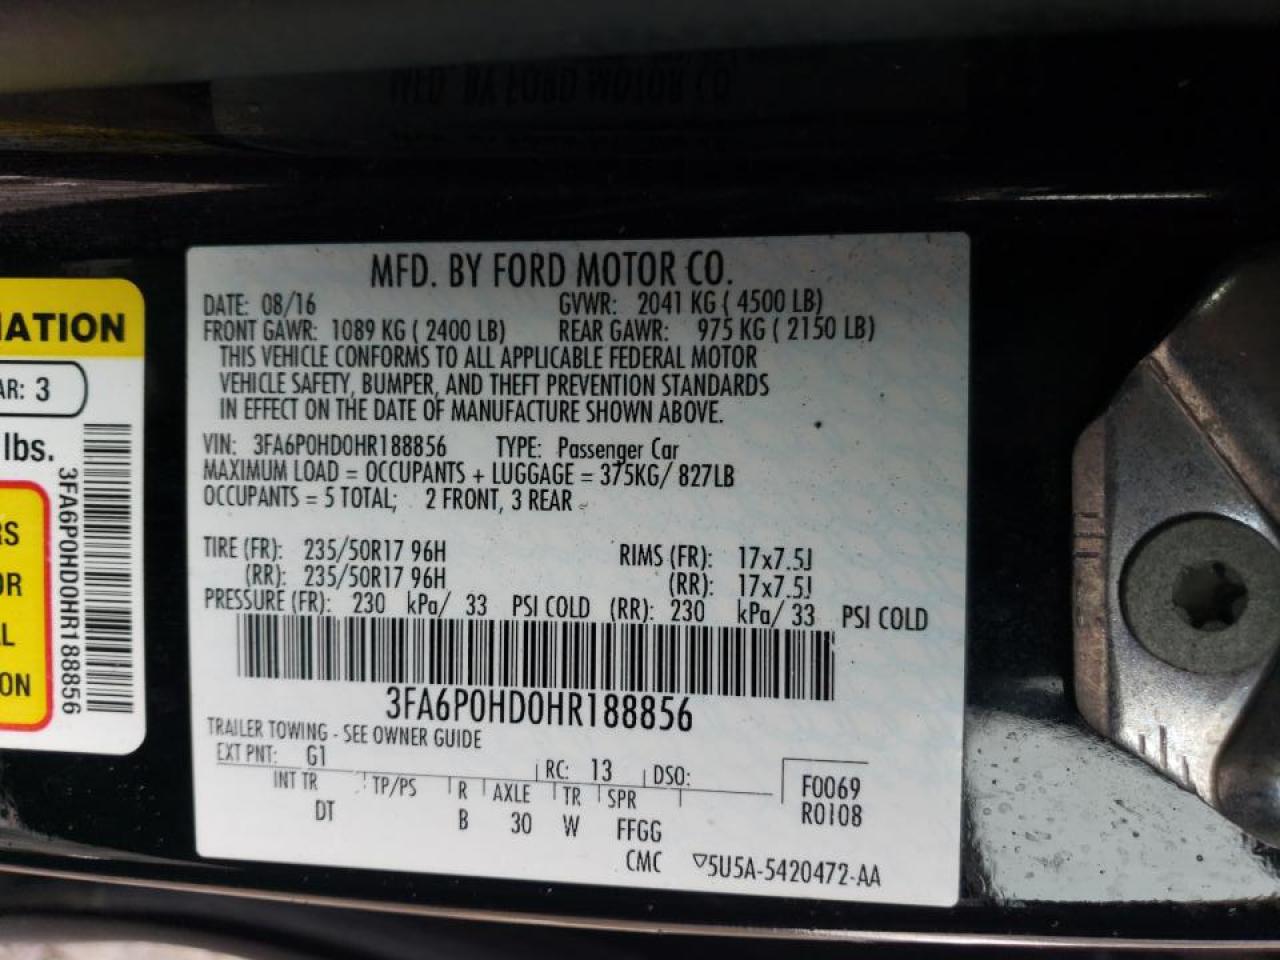 MFD. BY FORD MOTOR CO.
DATE: 08/16 GVWR: 2041 KG ( 4500 LB)
FRONT GAWR: 1089 KG ( 2400 LB) REAR GAWR: 975 KG ( 2150 LB)
THIS VEHICLE CONFORMS TO ALL APPLICABLE FEDERAL MOTOR
VEHICLE SAFETY, BUMPER, AND THEFT PREVENTION STANDARDS
IN EFFECT ON THE DATE OF MANUFACTURE SHOWN ABOVE.
VIN: 3FA6P0HD0HR188856 TYPE: Passenger Car
MAXIMUM LOAD = OCCUPANTS + LUGGAGE = 375KG/ 827LB
OCCUPANTS = 5 TOTAL; 2 FRONT, 3 REAR
TIRE (FR): 235/50R17 96H RIMS (FR): 17x7.5J
(RR): 235/50R17 96H (RR): 17x7.5J
PRESSURE (FR): 230 kPa/ 33 PSI COLD (RR): 230 kPa/ 33 PSI COLD
3FA6P0HD0HR188856
TRAILER TOWING - SEE OWNER GUIDE
EXT PNT: G1 RC: 13 DSO: F0069
INT TR TP/PS R AXLE TR SPR R0108
DT B 30 W FFGG
CMC ▽5U5A-5420472-AA
MATION
AR: 3
lbs.
RS
OR
AL
ON
3FA6P0HD0HR188856